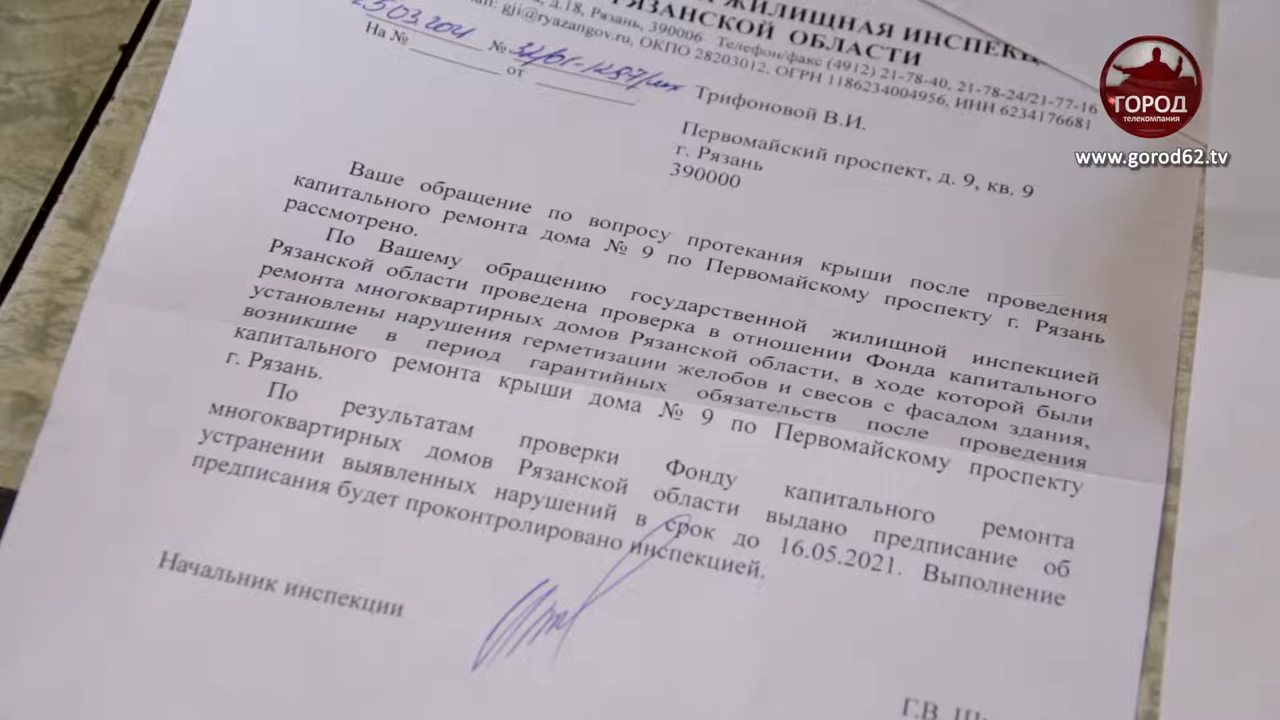 ЖИЛИЩНАЯ ИНСПЕКЦ
РЯЗАНСКОЙ ОБЛАСТИ
д.18, Рязань, 390006 Телефон/факс (4912) 21-78-40, 21-78-24/21-77-16
gji@ryazangov.ru, ОКПО 28203012, ОГРН 1186234004956, ИНН 6234176681
25.03.2021 №
На № от
Трифоновой В.И.
Первомайский проспект, д. 9, кв. 9
г. Рязань
390000
Ваше обращение по вопросу протекания крыши после проведения
капитального ремонта дома № 9 по Первомайскому проспекту г. Рязань
рассмотрено.
По Вашему обращению государственной жилищной инспекцией
Рязанской области проведена проверка в отношении Фонда капитального
ремонта многоквартирных домов Рязанской области, в ходе которой были
установлены нарушения герметизации желобов и свесов с фасадом здания,
возникшие в период гарантийных обязательств после проведения
капитального ремонта крыши дома № 9 по Первомайскому проспекту
г. Рязань.
По результатам проверки Фонду капитального ремонта
многоквартирных домов Рязанской области выдано предписание об
устранении выявленных нарушений в срок до 16.05.2021. Выполнение
предписания будет проконтролировано инспекцией.
Начальник инспекции
Г.В.
ГОРОД
телекомпания
www.gorod62.tv